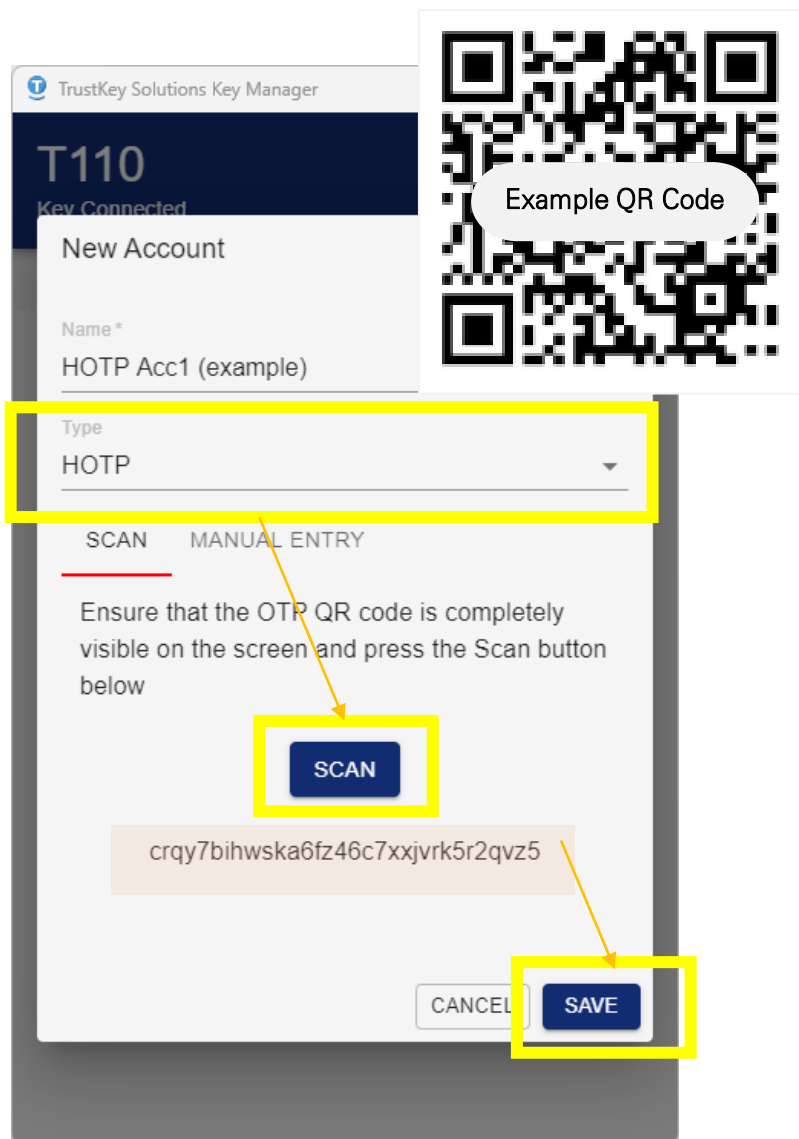 TrustKey Solutions Key Manager
T110
Key Connected
Example QR Code
New Account
Name *
HOTP Acc1 (example)
Type
HOTP
SCAN MANUAL ENTRY
Ensure that the OTP QR code is completely
visible on the screen and press the Scan button
below
SCAN
crqy7bihwska6fz46c7xxjvrk5r2qvz5
CANCEL SAVE